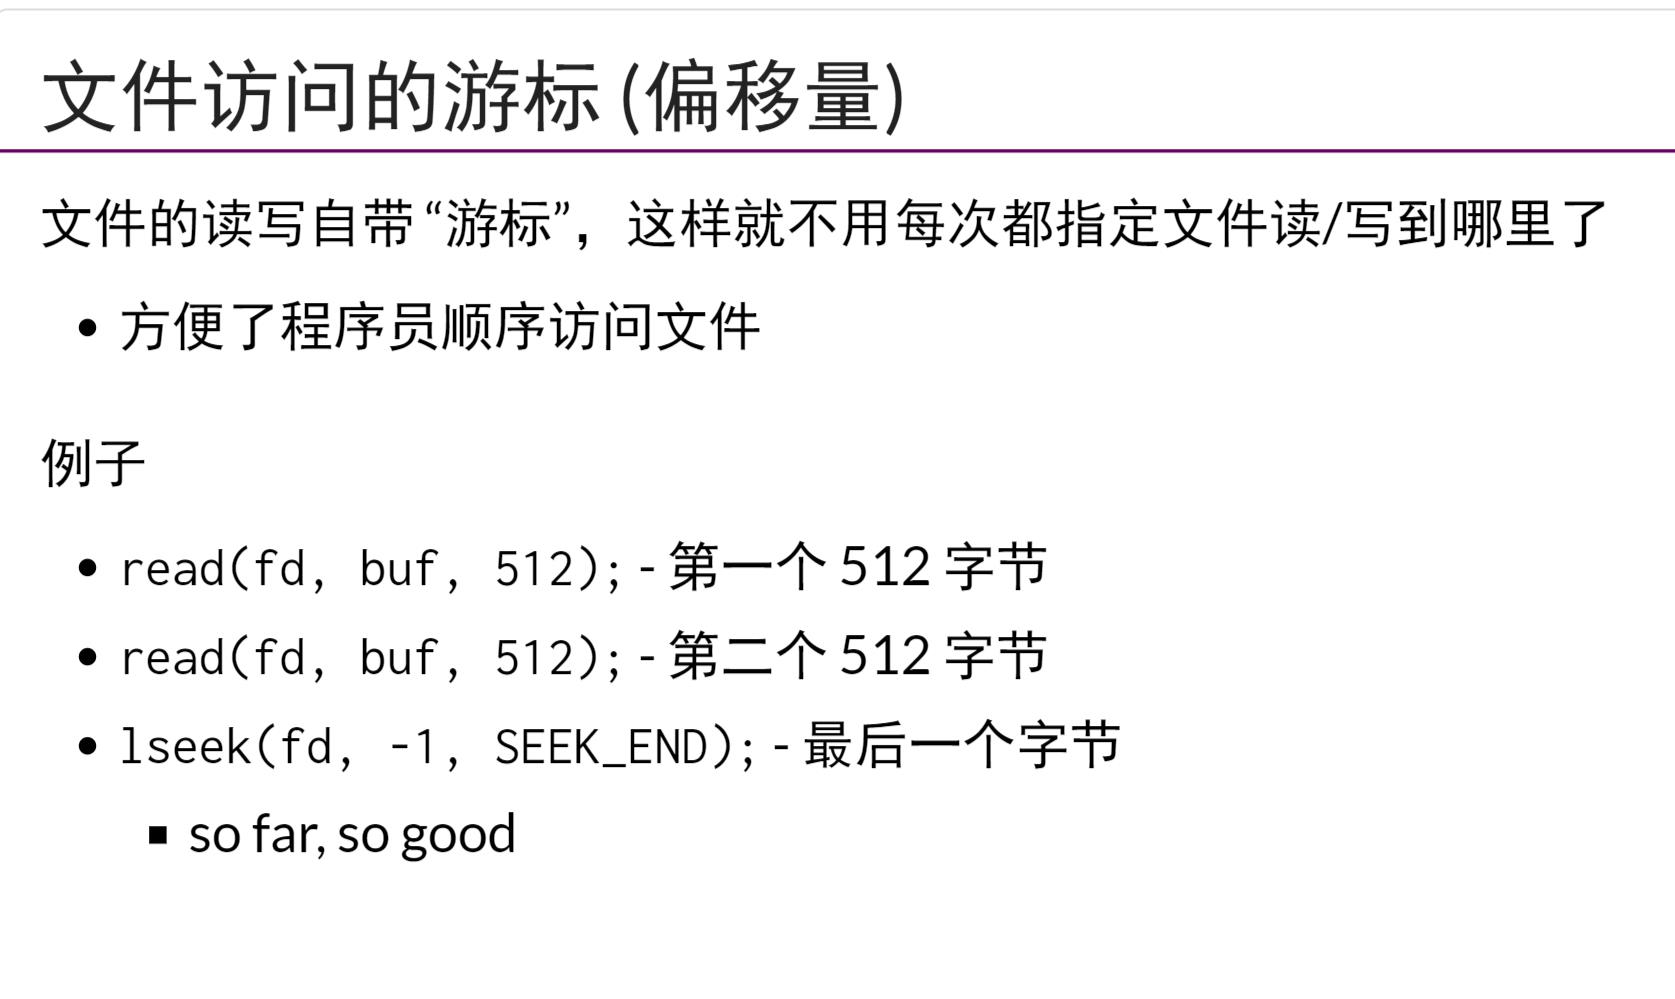 文件访问的游标 (偏移量)
文件的读写自带 “游标”，这样就不用每次都指定文件读/写到哪里了
• 方便了程序员顺序访问文件
例子
• read(fd, buf, 512); - 第一个 512 字节
• read(fd, buf, 512); - 第二个 512 字节
• lseek(fd, -1, SEEK_END); - 最后一个字节
▪ so far, so good